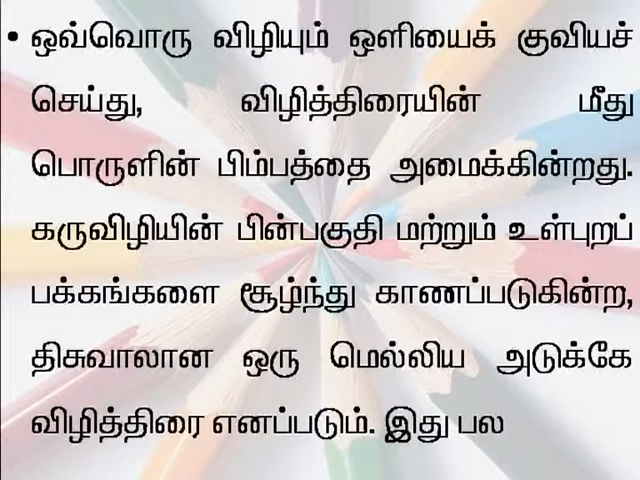 • ஒவ்வொரு விழியும் ஒளியைக் குவியச்
செய்து, விழித்திரையின் மீது
பொருளின் பிம்பத்தை அமைக்கின்றது.
கருவிழியின் பின்பகுதி மற்றும் உள்புறப்
பக்கங்களை சூழ்ந்து காணப்படுகின்ற,
திசுவாலான ஒரு மெல்லிய அடுக்கே
விழித்திரை எனப்படும். இது பல